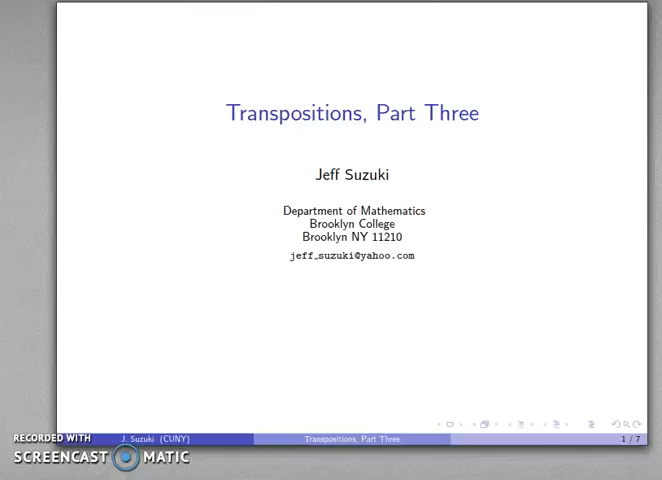 Transpositions, Part Three
Jeff Suzuki
Department of Mathematics
Brooklyn College
Brooklyn NY 11210
jeff_suzuki@yahoo.com
RECORDED WITH
SCREENCAST MATIC
J. Suzuki (CUNY) Transpositions, Part Three 1 / 7